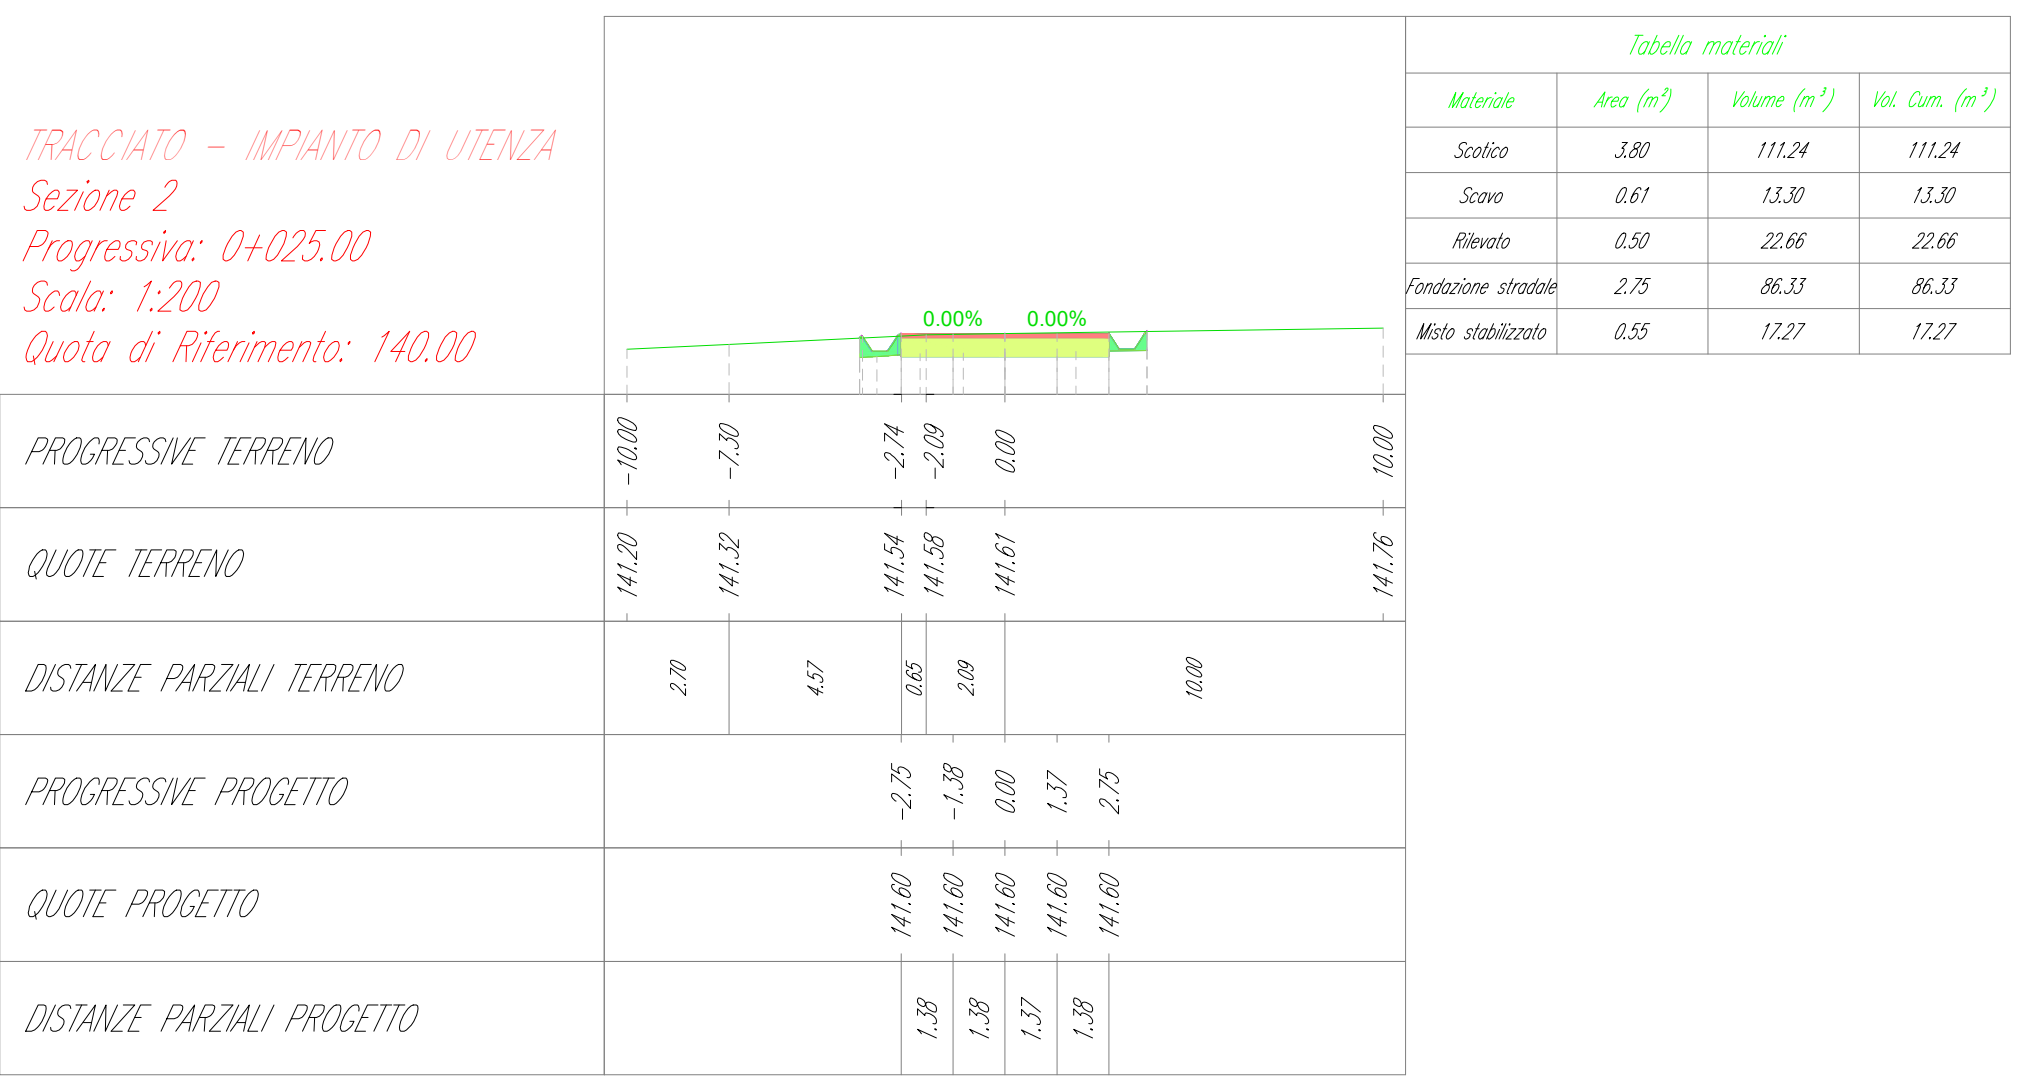 TRACCIATO - IMPIANTO DI UTENZA
Sezione 2
Progressiva: 0+025.00
Scala: 1:200
Quota di Riferimento: 140.00
0.00% 0.00%
Tabella materiali
Materiale Area (m²) Volume (m³) Vol. Cum. (m³)
Scotico 3.80 111.24 111.24
Scavo 0.61 13.30 13.30
Rilevato 0.50 22.66 22.66
Fondazione stradale 2.75 86.33 86.33
Misto stabilizzato 0.55 17.27 17.27
PROGRESSIVE TERRENO -10.00 -7.30 -2.74 -2.09 0.00 10.00
QUOTE TERRENO 141.20 141.32 141.54 141.58 141.61 141.76
DISTANZE PARZIALI TERRENO 2.70 4.57 0.65 2.09 10.00
PROGRESSIVE PROGETTO -2.75 -1.38 0.00 1.37 2.75
QUOTE PROGETTO 141.60 141.60 141.60 141.60 141.60
DISTANZE PARZIALI PROGETTO 1.38 1.38 1.37 1.38